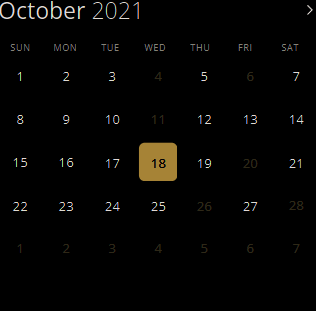 October 2021
SUN MON TUE WED THU FRI SAT
1 2 3 4 5 6 7
8 9 10 11 12 13 14
15 16 17 18 19 20 21
22 23 24 25 26 27 28
1 2 3 4 5 6 7